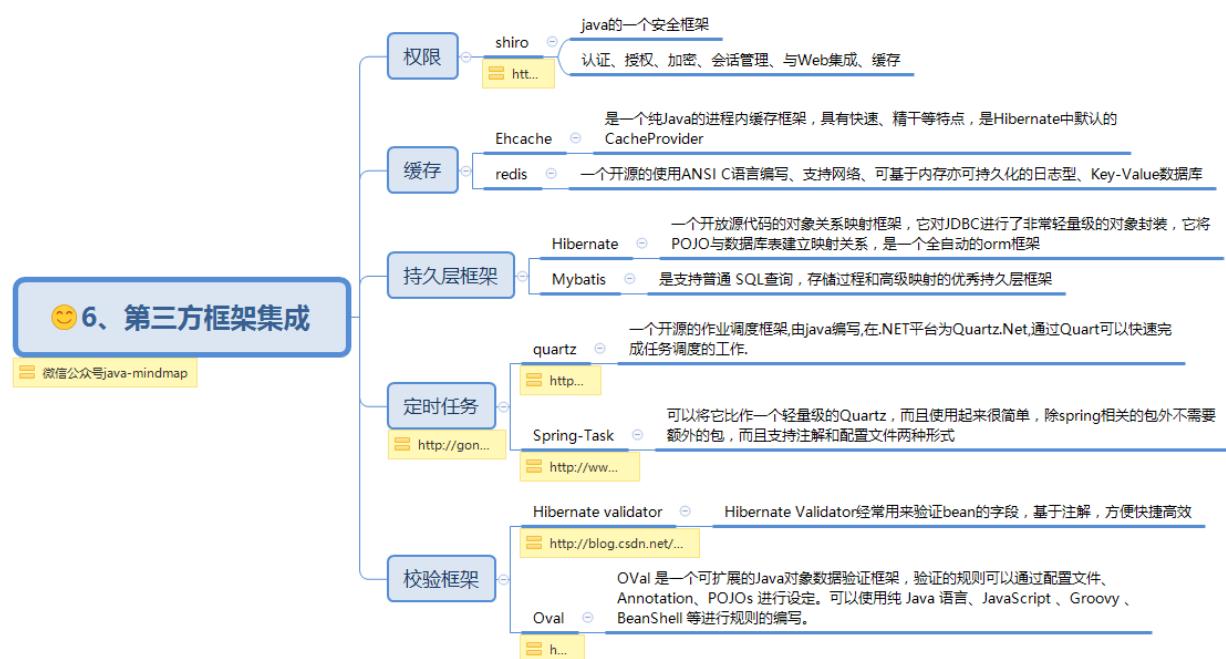 6、第三方框架集成
微信公众号java-mindmap
权限
shiro
htt...
java的一个安全框架
认证、授权、加密、会话管理、与Web集成、缓存
缓存
Ehcache
是一个纯Java的进程内缓存框架，具有快速、精干等特点，是Hibernate中默认的
CacheProvider
redis
一个开源的使用ANSI C语言编写、支持网络、可基于内存亦可持久化的日志型、Key-Value数据库
持久层框架
Hibernate
一个开放源代码的对象关系映射框架，它对JDBC进行了非常轻量级的对象封装，它将
POJO与数据库表建立映射关系，是一个全自动的orm框架
Mybatis
是支持普通 SQL查询，存储过程和高级映射的优秀持久层框架
定时任务
http://gon...
quartz
http...
一个开源的作业调度框架,由java编写,在.NET平台为Quartz.Net,通过Quart可以快速完
成任务调度的工作.
Spring-Task
http://ww...
可以将它比作一个轻量级的Quartz，而且使用起来很简单，除spring相关的包外不需要
额外的包，而且支持注解和配置文件两种形式
校验框架
Hibernate validator
http://blog.csdn.net/...
Hibernate Validator经常用来验证bean的字段，基于注解，方便快捷高效
Oval
h...
OVal 是一个可扩展的Java对象数据验证框架，验证的规则可以通过配置文件、
Annotation、POJOs 进行设定。可以使用纯 Java 语言、JavaScript 、Groovy 、
BeanShell 等进行规则的编写。